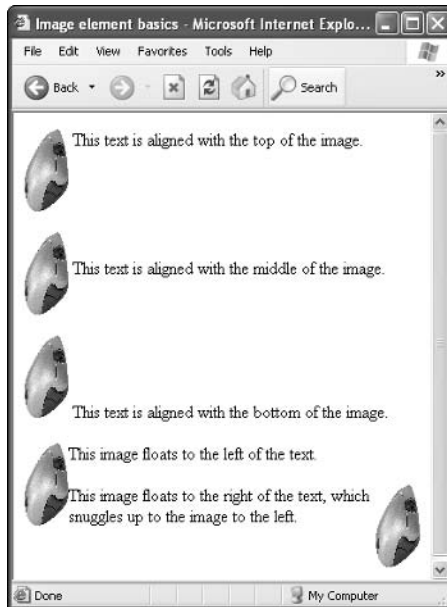 Image element basics - Microsoft Internet Explo...
File Edit View Favorites Tools Help
Back Search
This text is aligned with the top of the image.
This text is aligned with the middle of the image.
This text is aligned with the bottom of the image.
This image floats to the left of the text.
This image floats to the right of the text, which
snuggles up to the image to the left.
Done My Computer